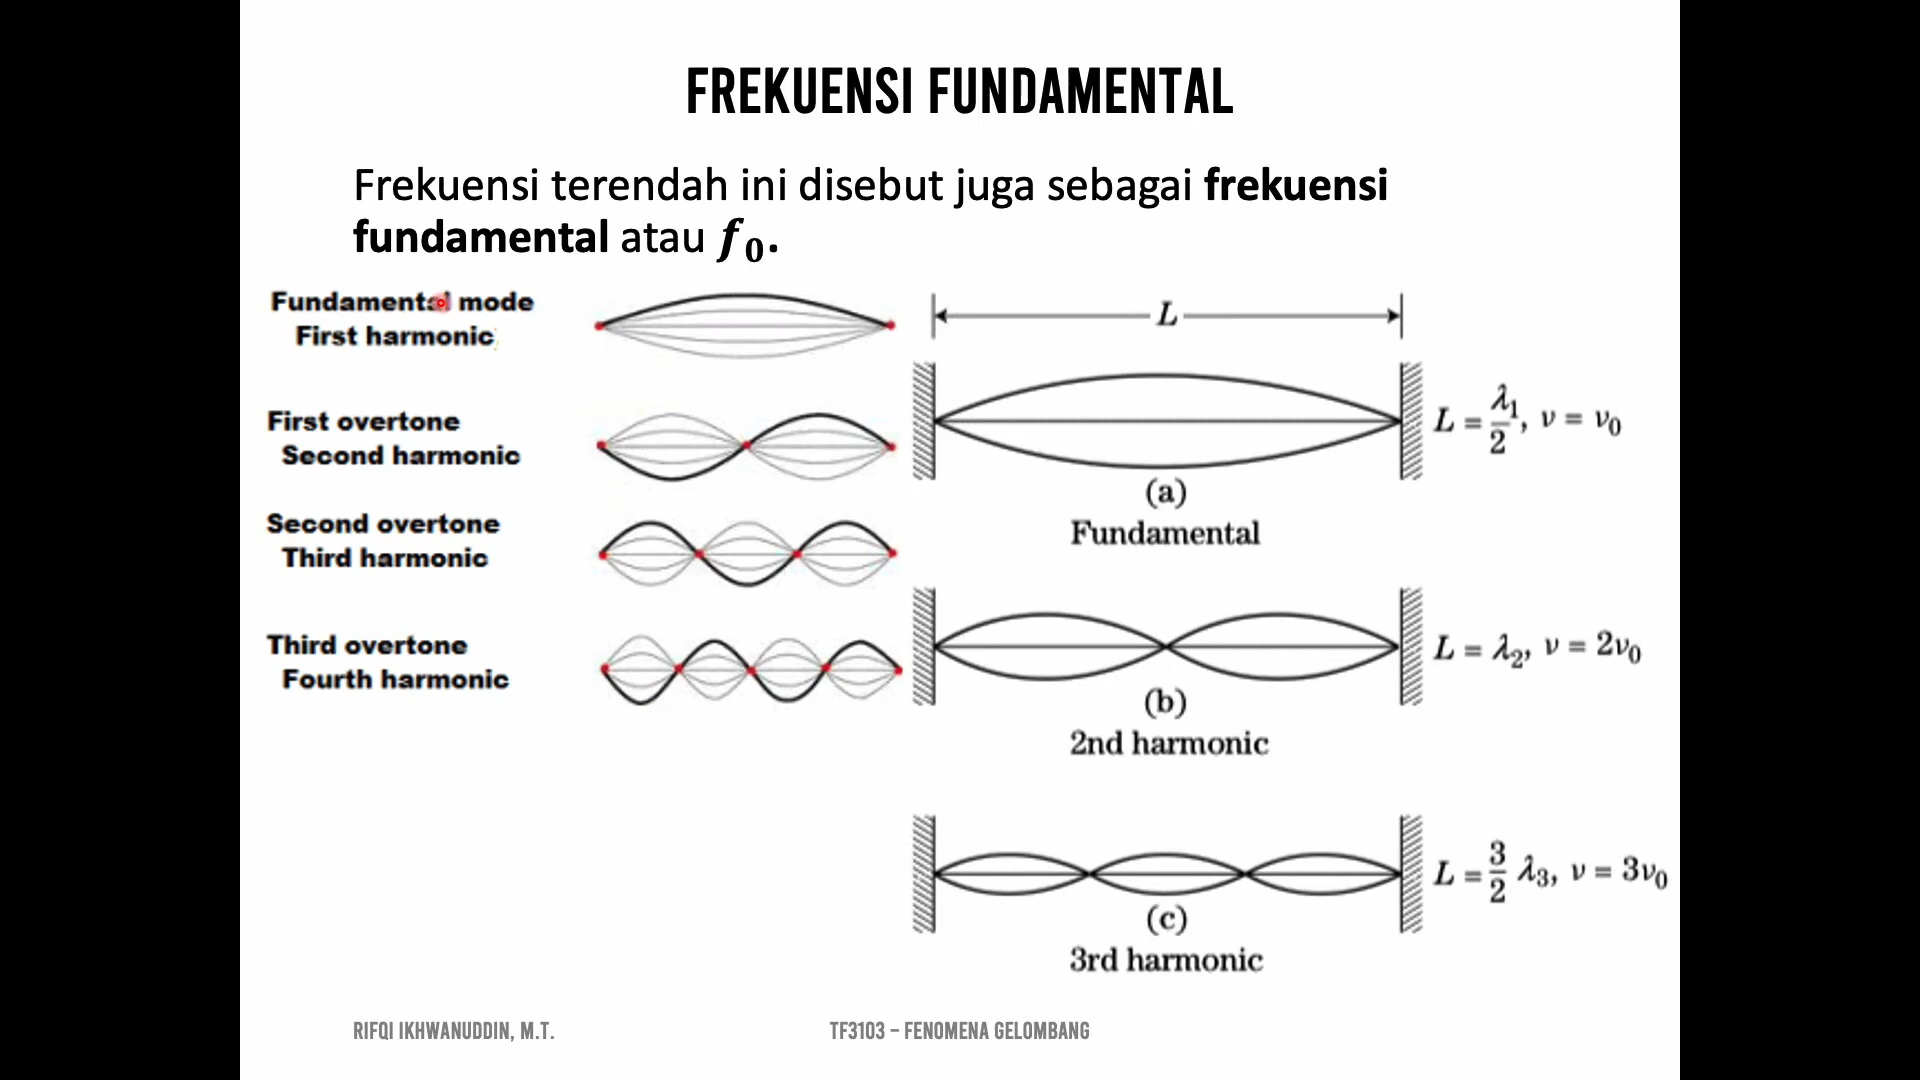 FREKUENSI FUNDAMENTAL
Frekuensi terendah ini disebut juga sebagai frekuensi
fundamental atau f₀.
Fundamental mode
First harmonic
First overtone
Second harmonic
Second overtone
Third harmonic
Third overtone
Fourth harmonic
L
L = λ₁/2, ν = ν₀
(a)
Fundamental
L = λ₂, ν = 2ν₀
(b)
2nd harmonic
L = 3/2 λ₃, ν = 3ν₀
(c)
3rd harmonic
RIFQI IKHWANUDDIN, M.T.
TF3103 – FENOMENA GELOMBANG